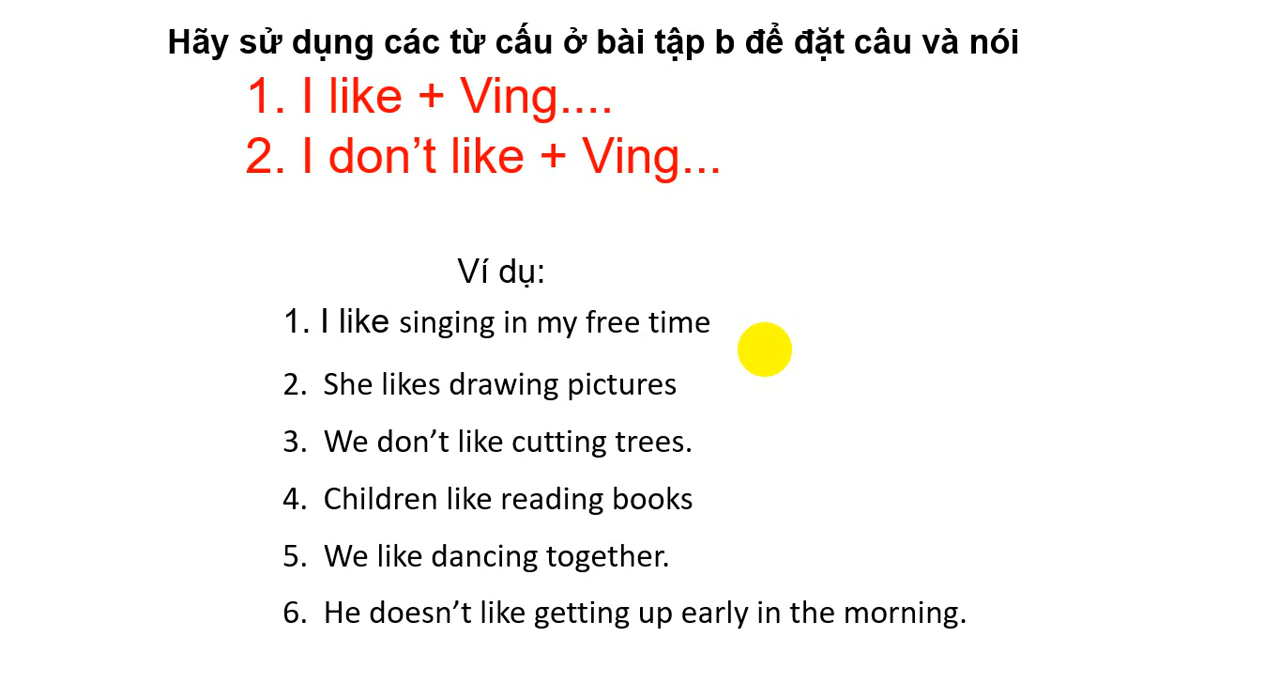 Hãy sử dụng các từ cấu ở bài tập b để đặt câu và nói
1. I like + Ving....
2. I don’t like + Ving...
Ví dụ:
1. I like singing in my free time
2. She likes drawing pictures
3. We don’t like cutting trees.
4. Children like reading books
5. We like dancing together.
6. He doesn’t like getting up early in the morning.